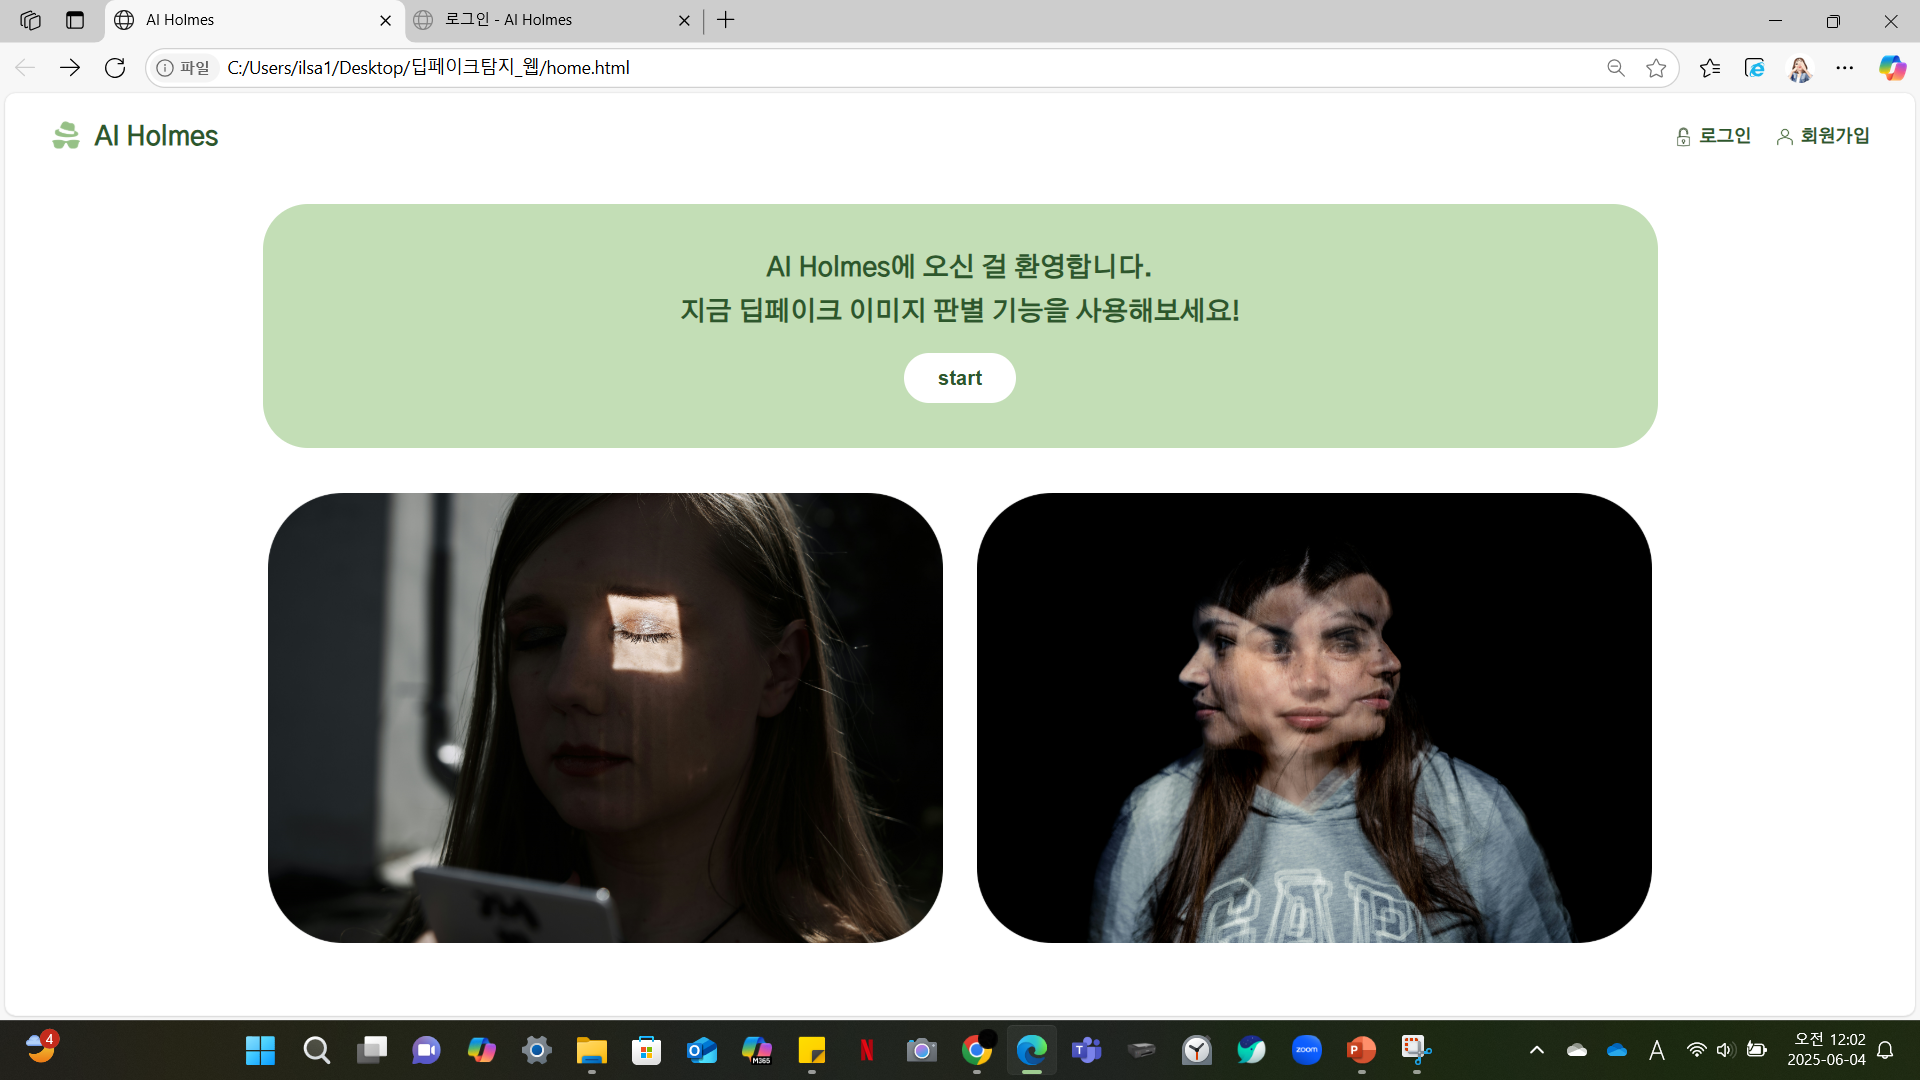 AI Holmes
로그인 - AI Holmes
파일
C:/Users/ilsa1/Desktop/딥페이크탐지_웹/home.html
AI Holmes
로그인
회원가입
AI Holmes에 오신 걸 환영합니다.
지금 딥페이크 이미지 판별 기능을 사용해보세요!
start
4
M365
zoom
A
오전 12:02
2025-06-04